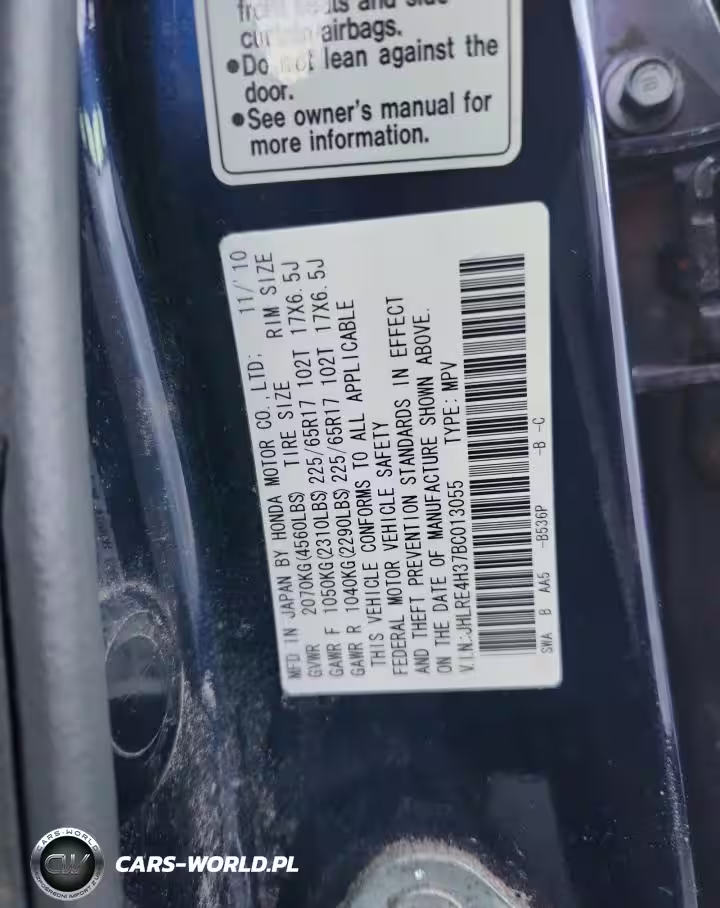 front seats and side
curtain airbags.
●Do not lean against the
door.
●See owner's manual for
more information.
MFD IN JAPAN BY HONDA MOTOR CO., LTD. 11/'10
GVWR 2070KG(4560LBS) TIRE SIZE RIM SIZE
GAWR F 1050KG(2310LBS) 225/65R17 102T 17X6.5J
GAWR R 1040KG(2290LBS) 225/65R17 102T 17X6.5J
THIS VEHICLE CONFORMS TO ALL APPLICABLE
FEDERAL MOTOR VEHICLE SAFETY
AND THEFT PREVENTION STANDARDS IN EFFECT
ON THE DATE OF MANUFACTURE SHOWN ABOVE.
V.I.N.:JHLRE4H37BC013055 TYPE: MPV
SWA B AA5 -B536P -B -C
CARS-WORLD
CW
CARS-WORLD.PL